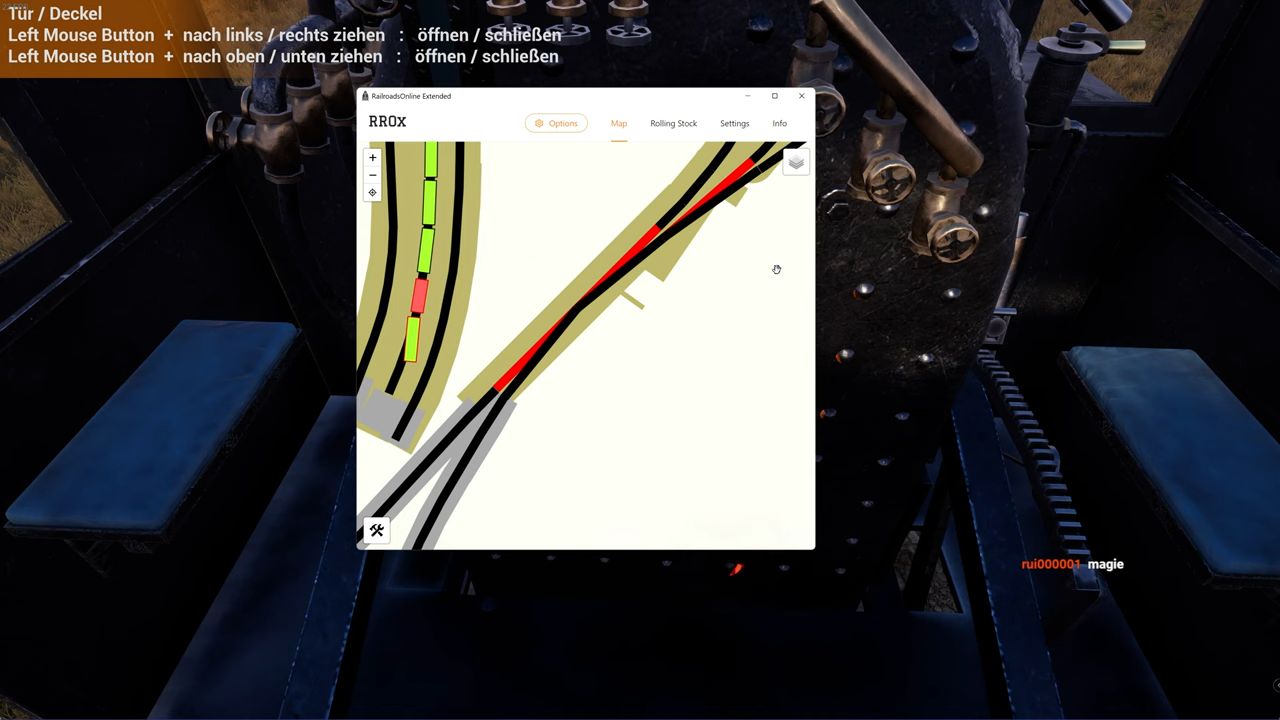 Tür / Deckel
Left Mouse Button + nach links / rechts ziehen : öffnen / schließen
Left Mouse Button + nach oben / unten ziehen : öffnen / schließen
RailroadsOnline Extended
RROx
Options
Map
Rolling Stock
Settings
Info
rui000001 magie